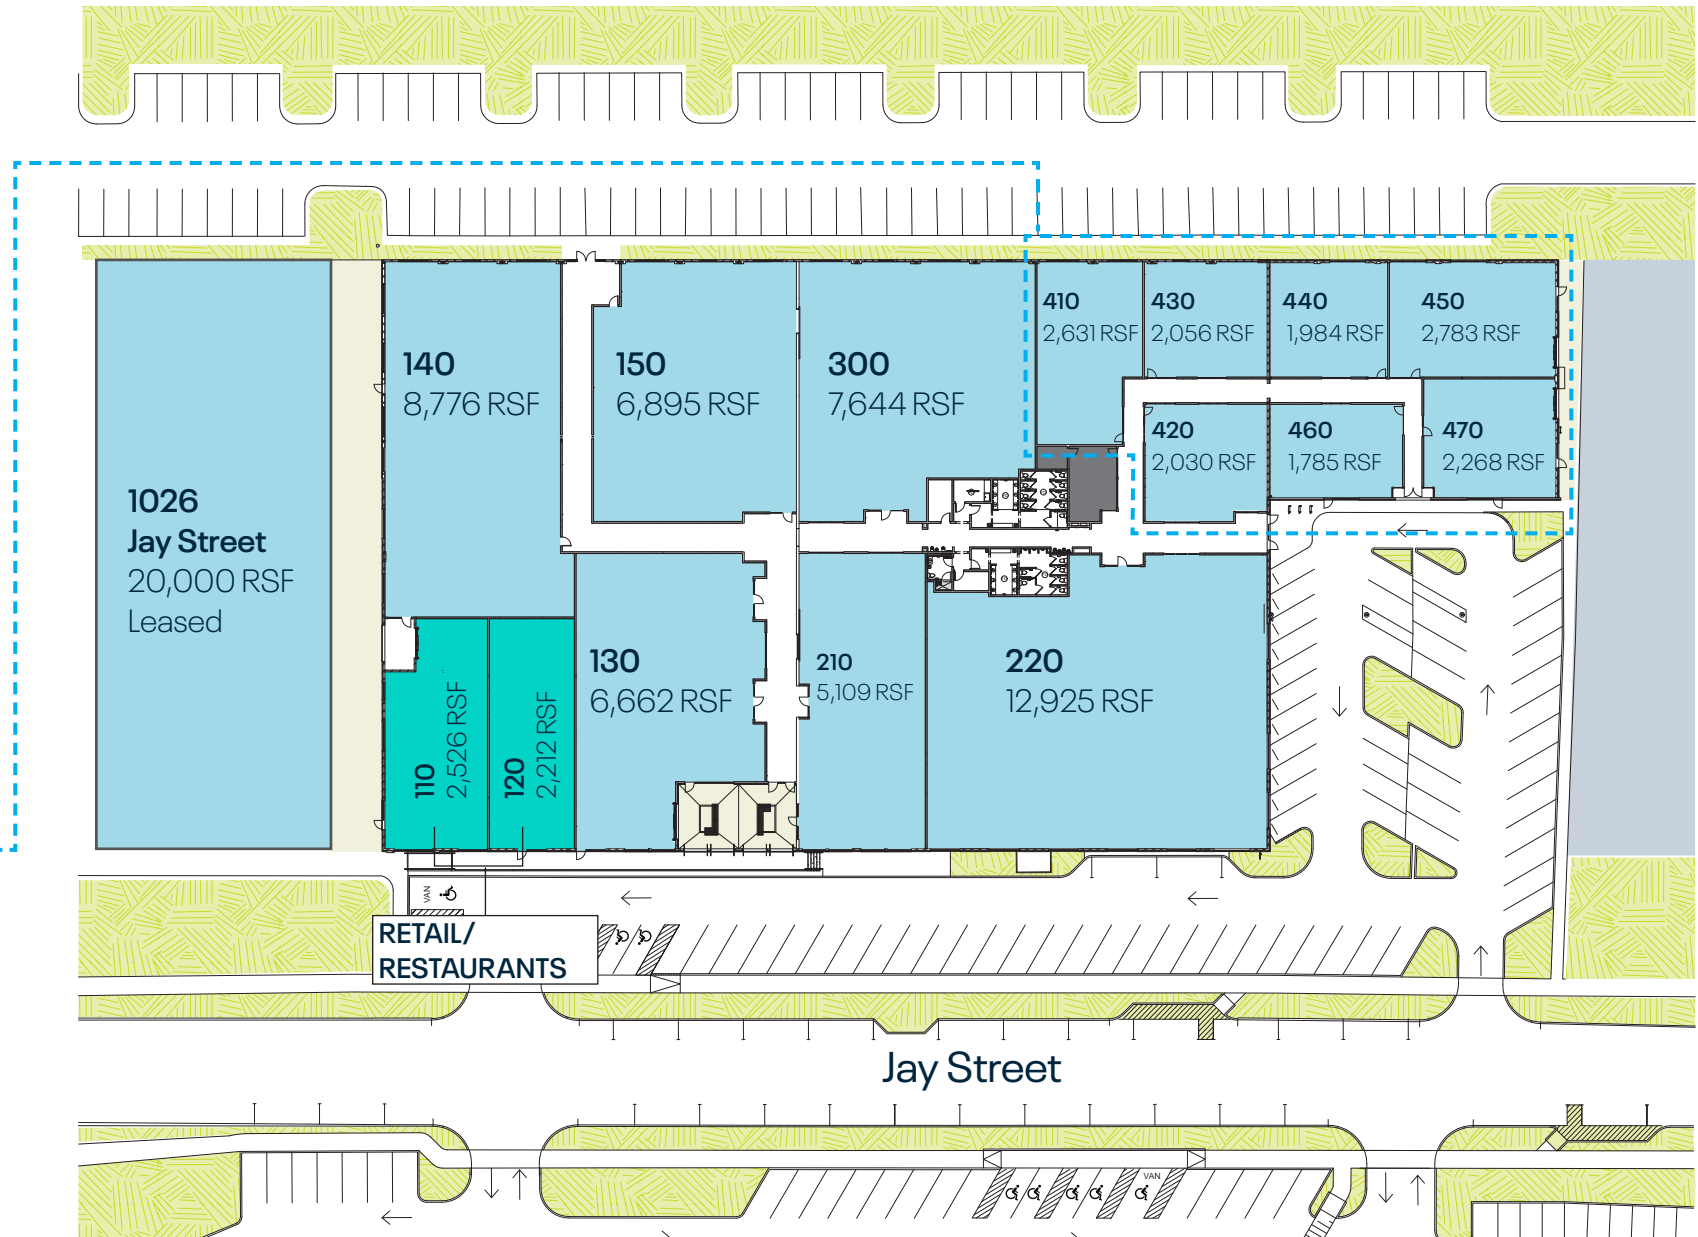 410
2,631 RSF
430
2,056 RSF
440
1,984 RSF
450
2,783 RSF
140
8,776 RSF
150
6,895 RSF
300
7,644 RSF
420
2,030 RSF
460
1,785 RSF
470
2,268 RSF
1026
Jay Street
20,000 RSF
Leased
110
2,526 RSF
120
2,212 RSF
130
6,662 RSF
210
5,109 RSF
220
12,925 RSF
VAN
RETAIL/
RESTAURANTS
Jay Street
VAN